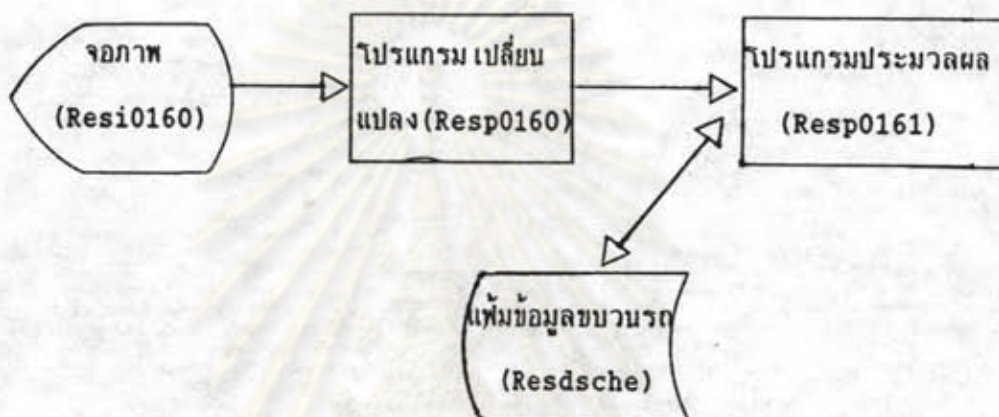 จอภาพ
(Resi0160)
โปรแกรมเปลี่ยน
แปลง(Resp0160)
โปรแกรมประมวลผล
(Resp0161)
แฟ้มข้อมูลขบวนรถ
(Resdsche)